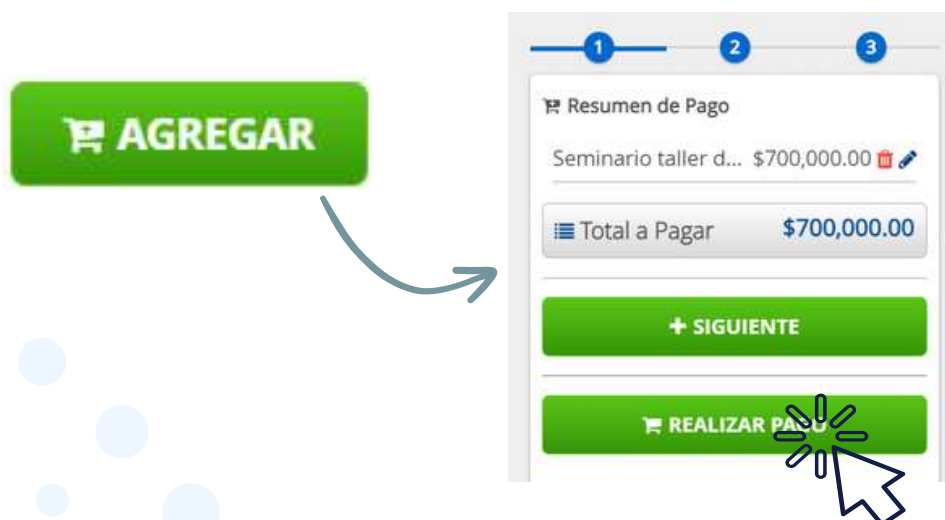 AGREGAR
1 2 3
Resumen de Pago
Seminario taller d... $700,000.00
Total a Pagar $700,000.00
+ SIGUIENTE
REALIZAR PAGO